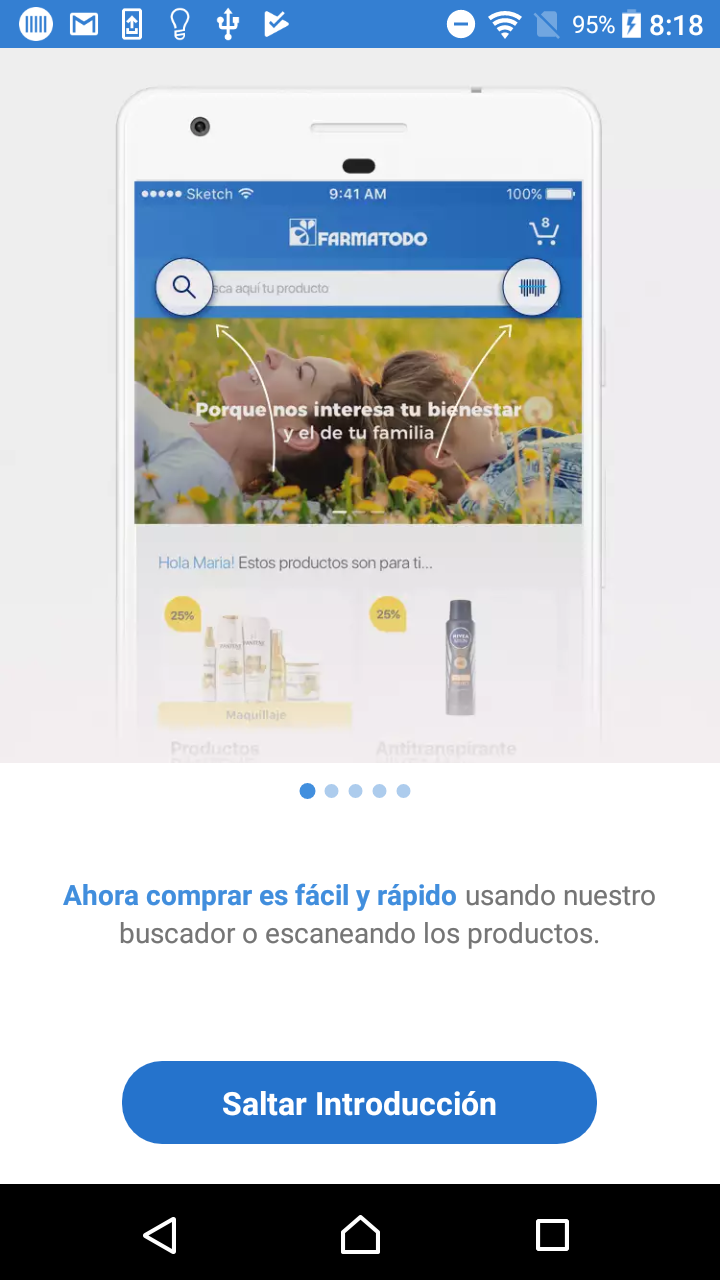 95% 8:18
Sketch 9:41 AM 100%
FARMATODO 8
sca aquí tu producto
Porque nos interesa tu bienestar
y el de tu familia
Hola Maria! Estos productos son para ti...
25% 25%
NIVEA
Maquillaje
Productos Antitranspirante
Ahora comprar es fácil y rápido usando nuestro
buscador o escaneando los productos.
Saltar Introducción